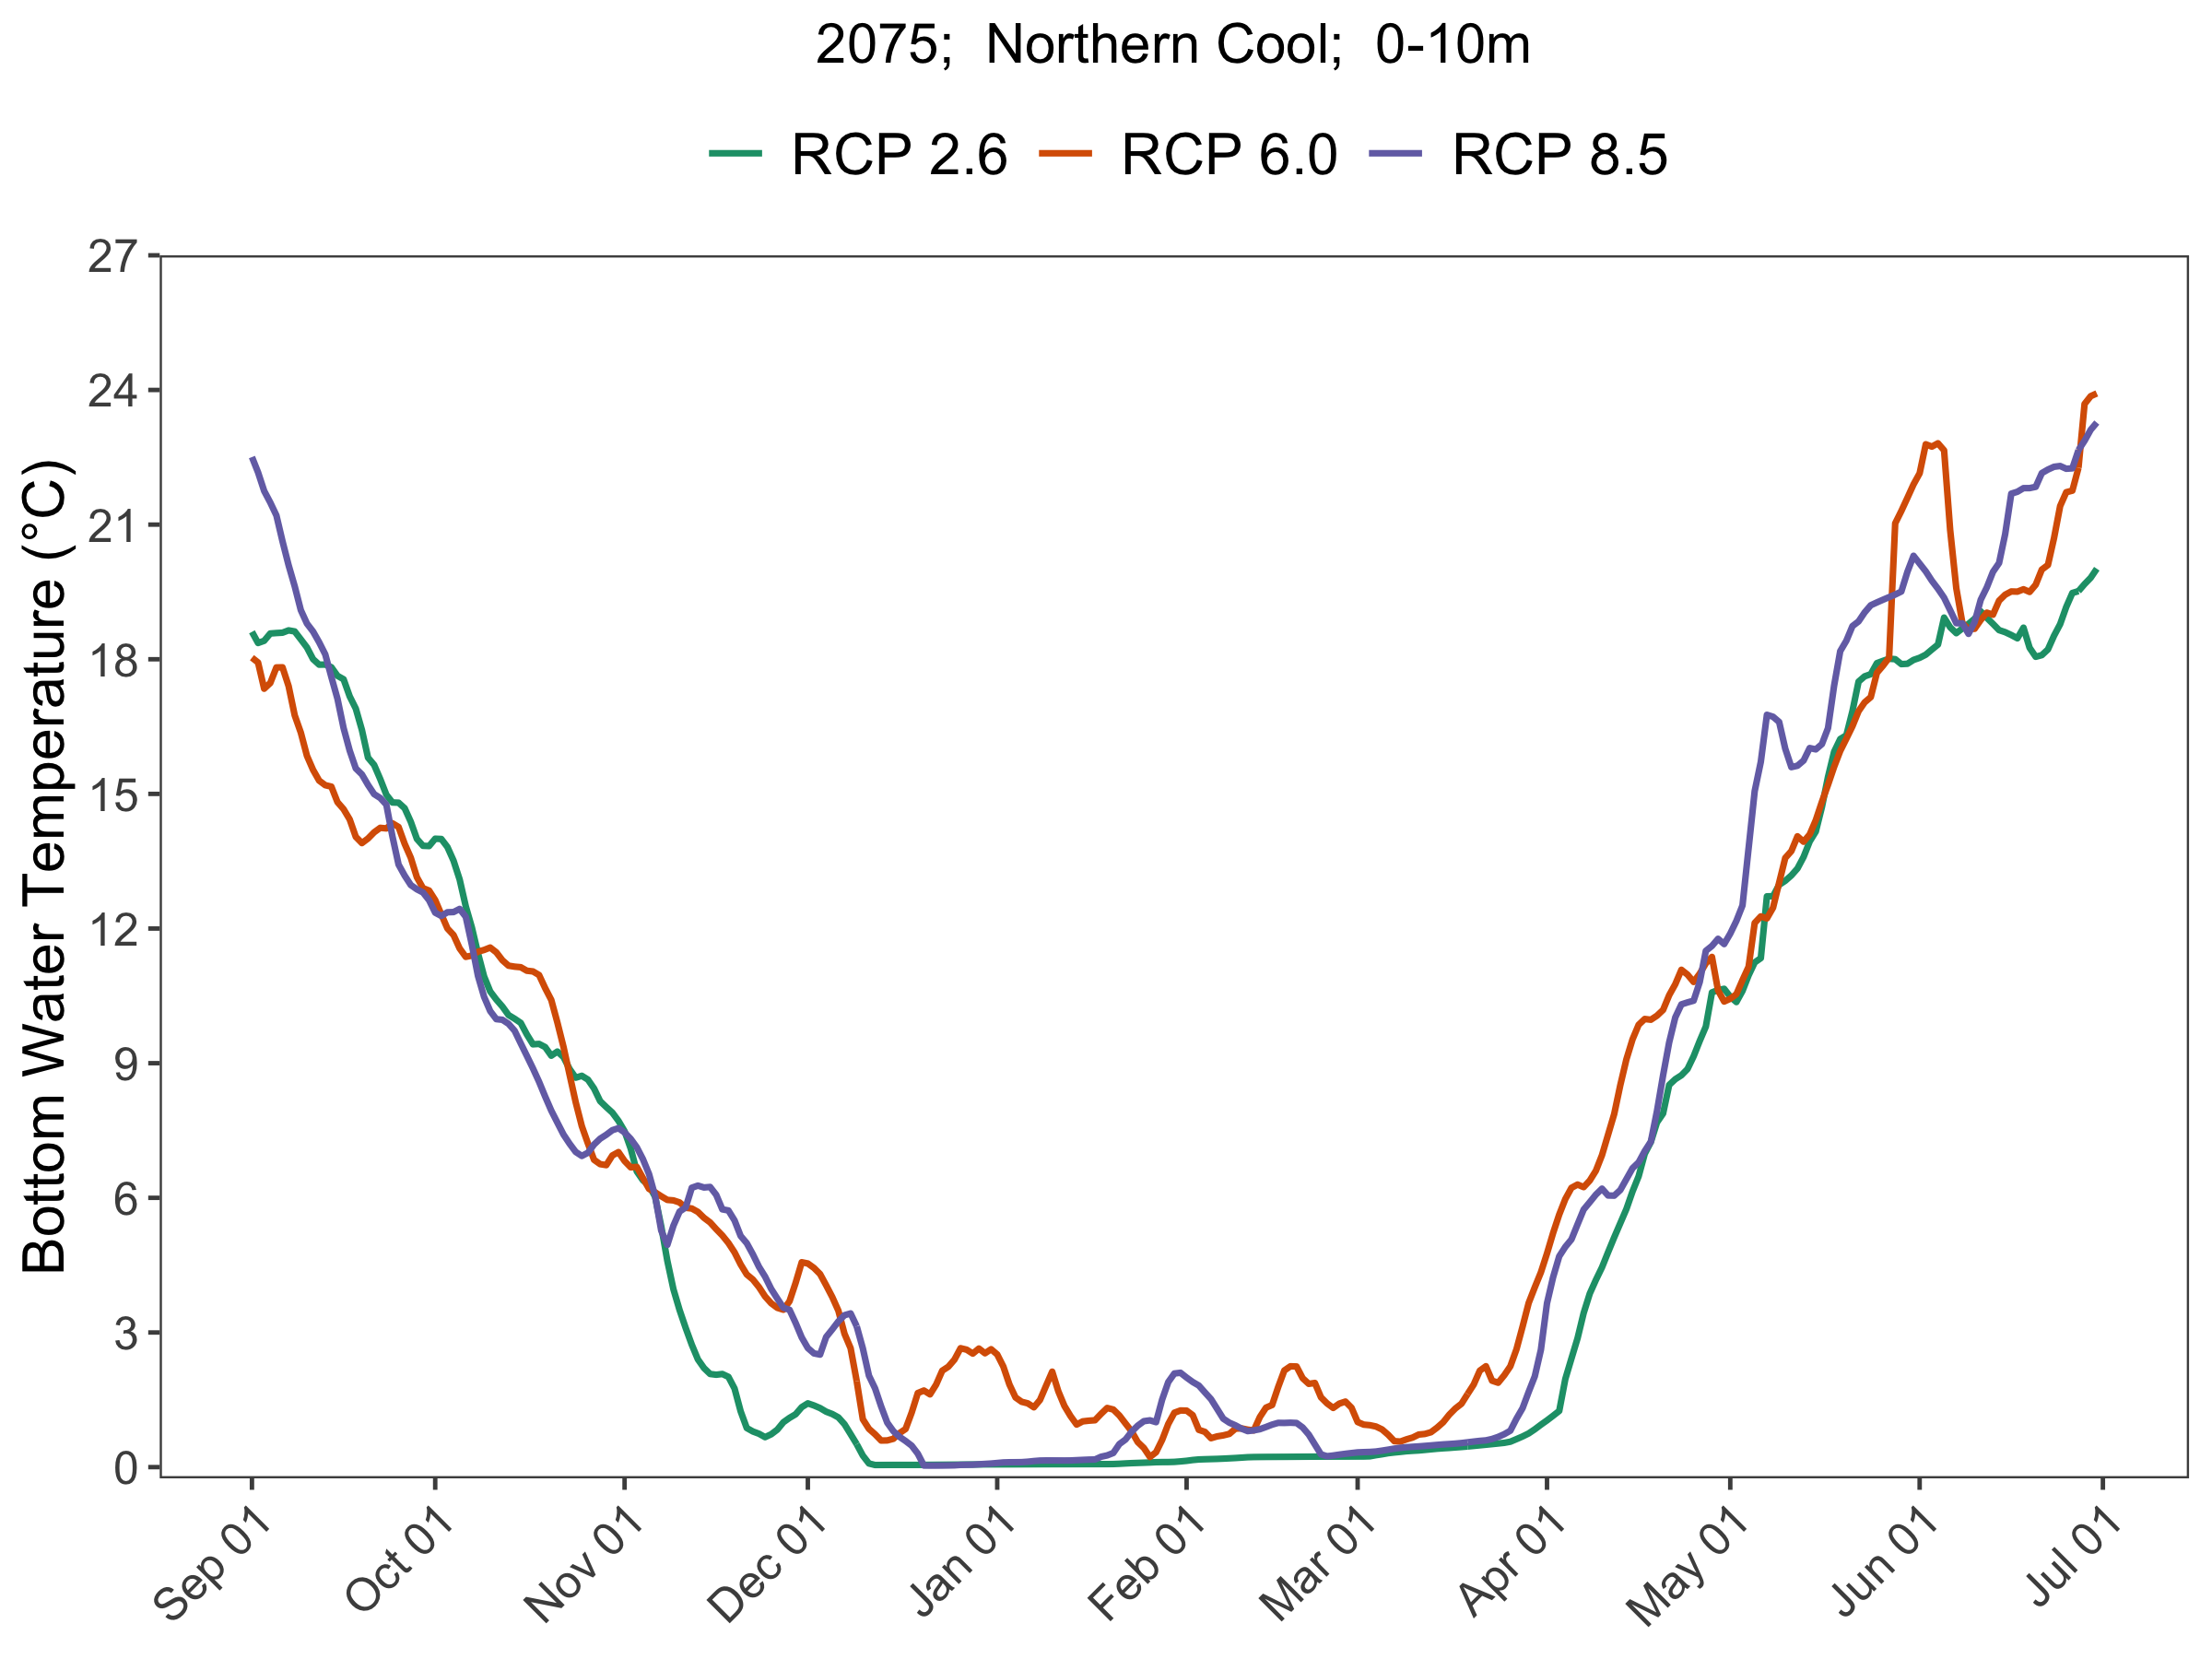 2075;  Northern Cool;  0-10m
RCP 2.6 RCP 6.0 RCP 8.5
Bottom Water Temperature (°C)
27
24
21
18
15
12
9
6
3
0
Sep 01 Oct 01 Nov 01 Dec 01 Jan 01 Feb 01 Mar 01 Apr 01 May 01 Jun 01 Jul 01